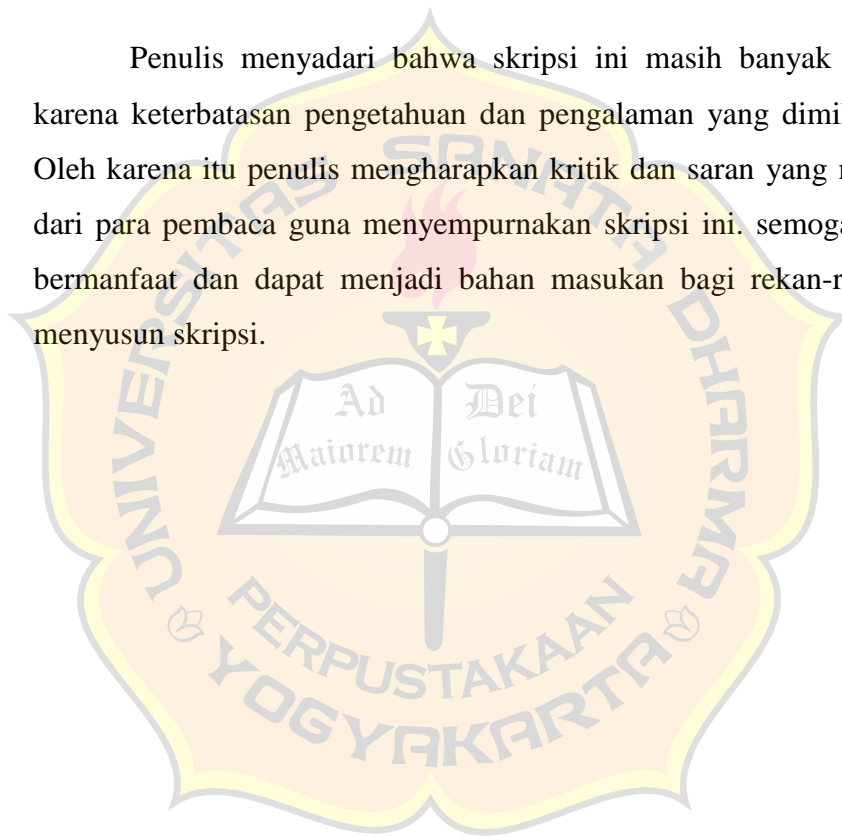 Penulis menyadari bahwa skripsi ini masih banyak
karena keterbatasan pengetahuan dan pengalaman yang
Oleh karena itu penulis mengharapkan kritik dan saran yang
dari para pembaca guna menyempurnakan skripsi ini. semoga
bermanfaat dan dapat menjadi bahan masukan bagi
menyusun skripsi.
UNIVERSITAS SANATA DHARMA
Ad Dei
Maiorem Gloriam
PERPUSTAKAAN
YOGYAKARTA